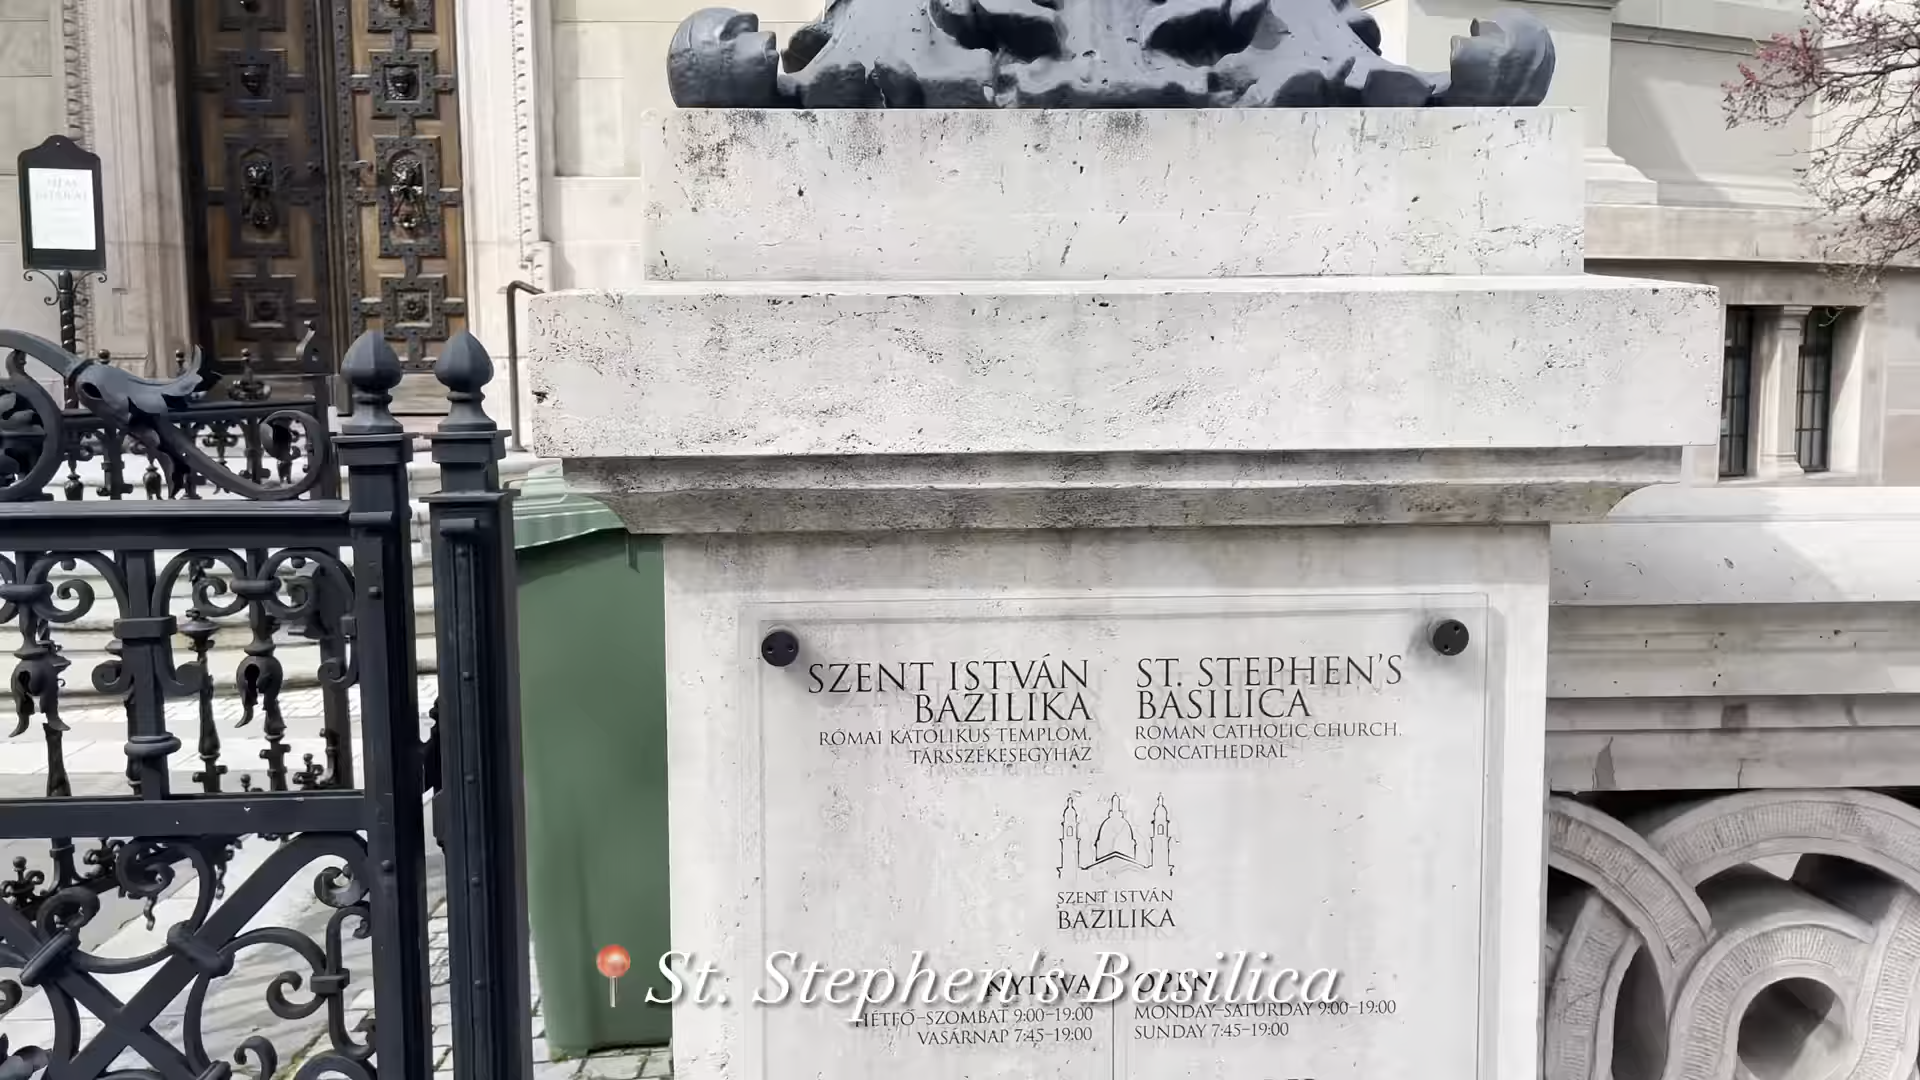 SZENT ISTVÁN
BAZILIKA
RÓMAI KATOLIKUS TEMPLOM,
TÁRSSZÉKESEGYHÁZ
ST. STEPHEN'S
BASILICA
ROMAN CATHOLIC CHURCH,
CONCATHEDRAL
SZENT ISTVÁN
BAZILIKA
St. Stephen's Basilica
NYITVA
HÉTFŐ–SZOMBAT 9:00–19:00
VASÁRNAP 7:45–19:00
OPEN
MONDAY–SATURDAY 9:00–19:00
SUNDAY 7:45–19:00